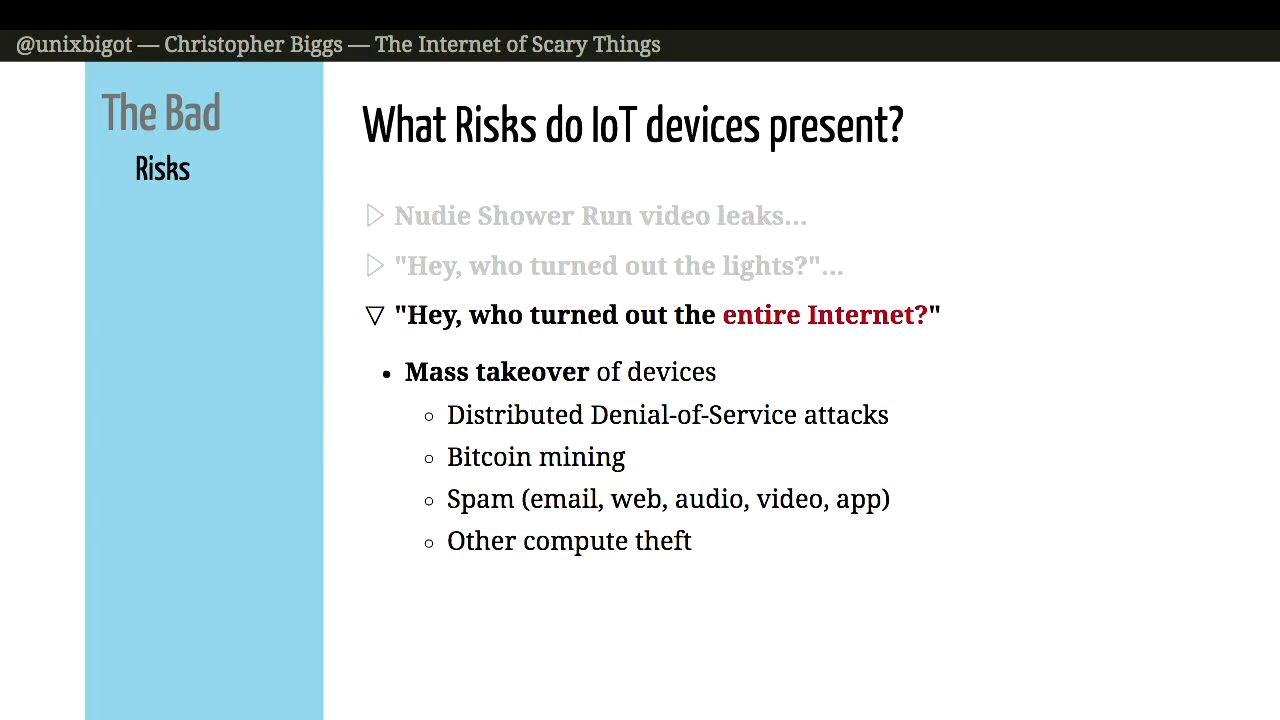 @unixbigot — Christopher Biggs — The Internet of Scary Things
The Bad
Risks
What Risks do IoT devices present?
▷ Nudie Shower Run video leaks...
▷ "Hey, who turned out the lights?"...
▽ "Hey, who turned out the entire Internet?"
• Mass takeover of devices
◦ Distributed Denial-of-Service attacks
◦ Bitcoin mining
◦ Spam (email, web, audio, video, app)
◦ Other compute theft